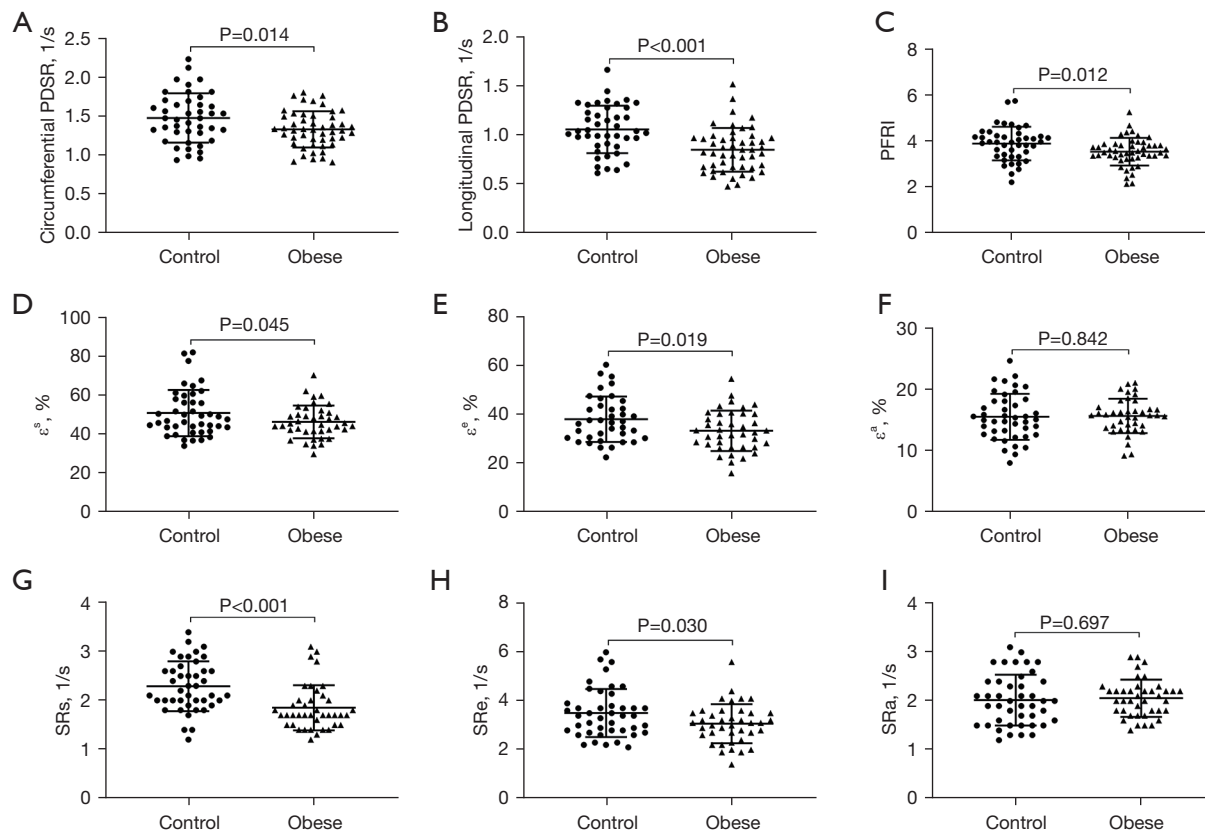 A
Circumferential PDSR, 1/s
2.5
2.0
1.5
1.0
0.5
0.0
P=0.014
Control Obese
B
Longitudinal PDSR, 1/s
2.0
1.5
1.0
0.5
0.0
P<0.001
Control Obese
C
PFRI
8
6
4
2
0
P=0.012
Control Obese
D
εˢ, %
100
80
60
40
20
0
P=0.045
Control Obese
E
εᵉ, %
80
60
40
20
0
P=0.019
Control Obese
F
εᵃ, %
30
20
10
0
P=0.842
Control Obese
G
SRs, 1/s
4
3
2
1
0
P<0.001
Control Obese
H
SRe, 1/s
8
6
4
2
0
P=0.030
Control Obese
I
SRa, 1/s
4
3
2
1
0
P=0.697
Control Obese